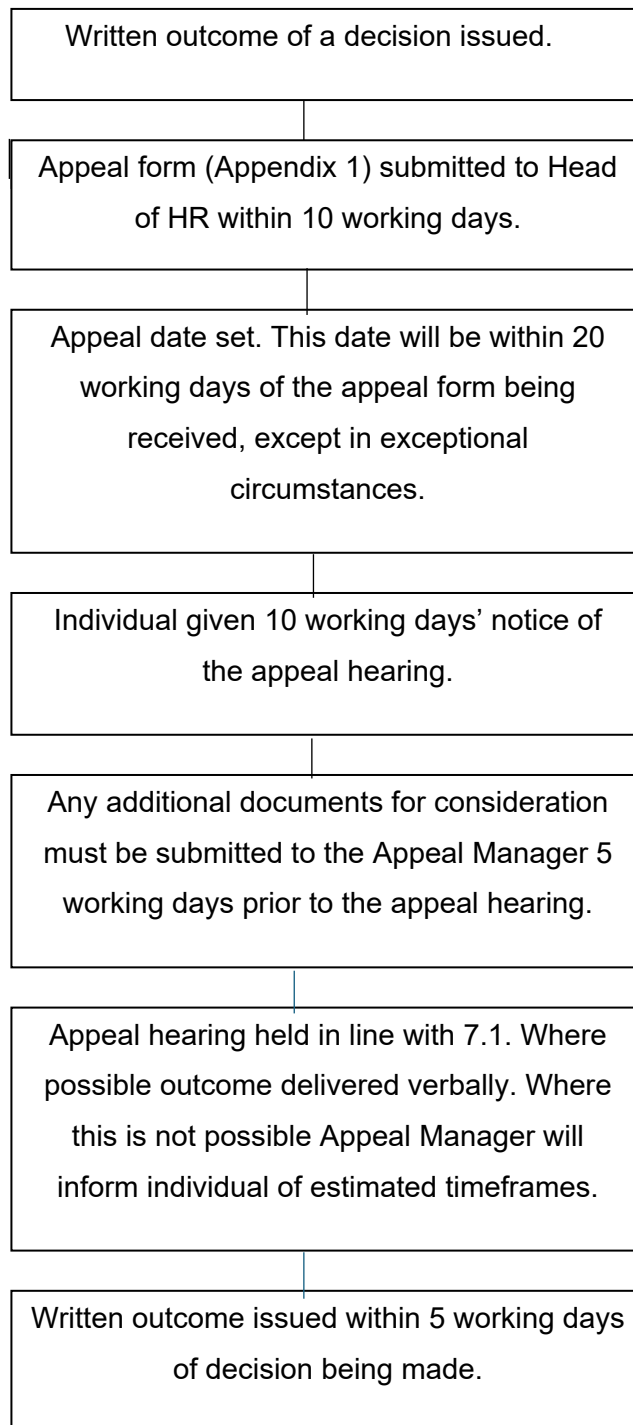 Written outcome of a decision issued.
Appeal form (Appendix 1) submitted to Head
of HR within 10 working days.
Appeal date set. This date will be within 20
working days of the appeal form being
received, except in exceptional
circumstances.
Individual given 10 working days’ notice of
the appeal hearing.
Any additional documents for consideration
must be submitted to the Appeal Manager 5
working days prior to the appeal hearing.
Appeal hearing held in line with 7.1. Where
possible outcome delivered verbally. Where
this is not possible Appeal Manager will
inform individual of estimated timeframes.
Written outcome issued within 5 working days
of decision being made.